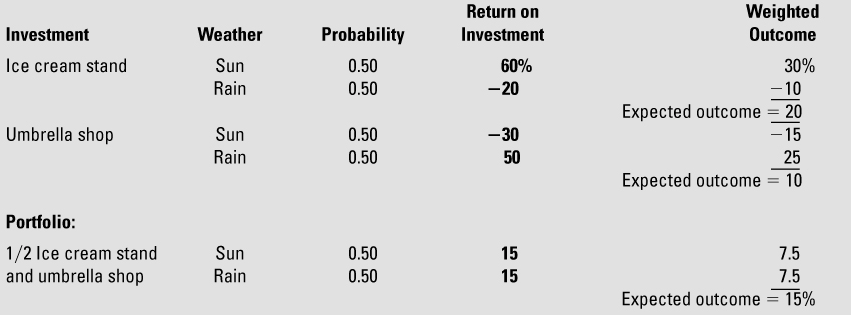 Return on Weighted
Investment Weather Probability Investment Outcome
Ice cream stand Sun 0.50 60% 30%
Rain 0.50 −20 −10
Expected outcome = 20
Umbrella shop Sun 0.50 −30 −15
Rain 0.50 50 25
Expected outcome = 10
Portfolio:
1/2 Ice cream stand Sun 0.50 15 7.5
and umbrella shop Rain 0.50 15 7.5
Expected outcome = 15%